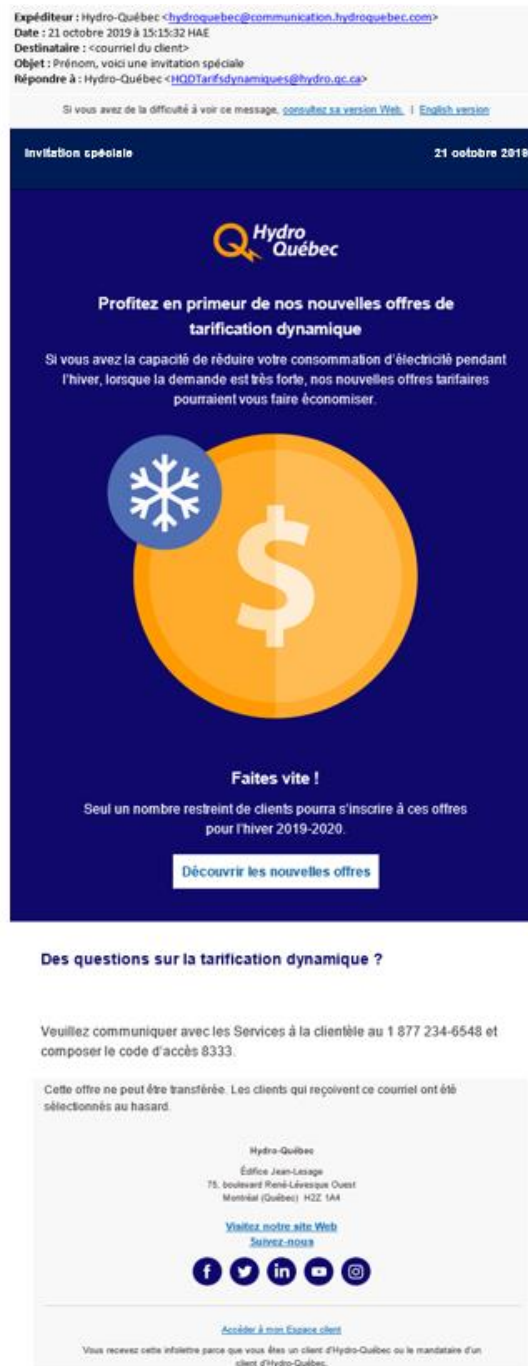 Expéditeur : Hydro-Québec <hydroquebec@communication.hydroquebec.com>
Date : 21 octobre 2019 à 15:15:32 HAE
Destinataire : <courriel du client>
Objet : Prénom, voici une invitation spéciale
Répondre à : Hydro-Québec <HQDTarifsdynamiques@hydro.qc.ca>
Si vous avez de la difficulté à voir ce message, consultez sa version Web. | English version
Invitation spéciale 21 octobre 2019
Hydro
Québec
Profitez en primeur de nos nouvelles offres de
tarification dynamique
Si vous avez la capacité de réduire votre consommation d'électricité pendant
l'hiver, lorsque la demande est très forte, nos nouvelles offres tarifaires
pourraient vous faire économiser.
$
Faites vite !
Seul un nombre restreint de clients pourra s'inscrire à ces offres
pour l'hiver 2019-2020.
Découvrir les nouvelles offres
Des questions sur la tarification dynamique ?
Veuillez communiquer avec les Services à la clientèle au 1 877 234-6548 et
composer le code d'accès 8333.
Cette offre ne peut être transférée. Les clients qui reçoivent ce courriel ont été
sélectionnés au hasard.
Hydro-Québec
Édifice Jean-Lesage
75, boulevard René-Lévesque Ouest
Montréal (Québec) H2Z 1A4
Visitez notre site Web
Suivez-nous
Accéder à mon Espace client
Vous recevez cette infolettre parce que vous êtes un client d'Hydro-Québec ou le mandataire d'un
client d'Hydro-Québec.